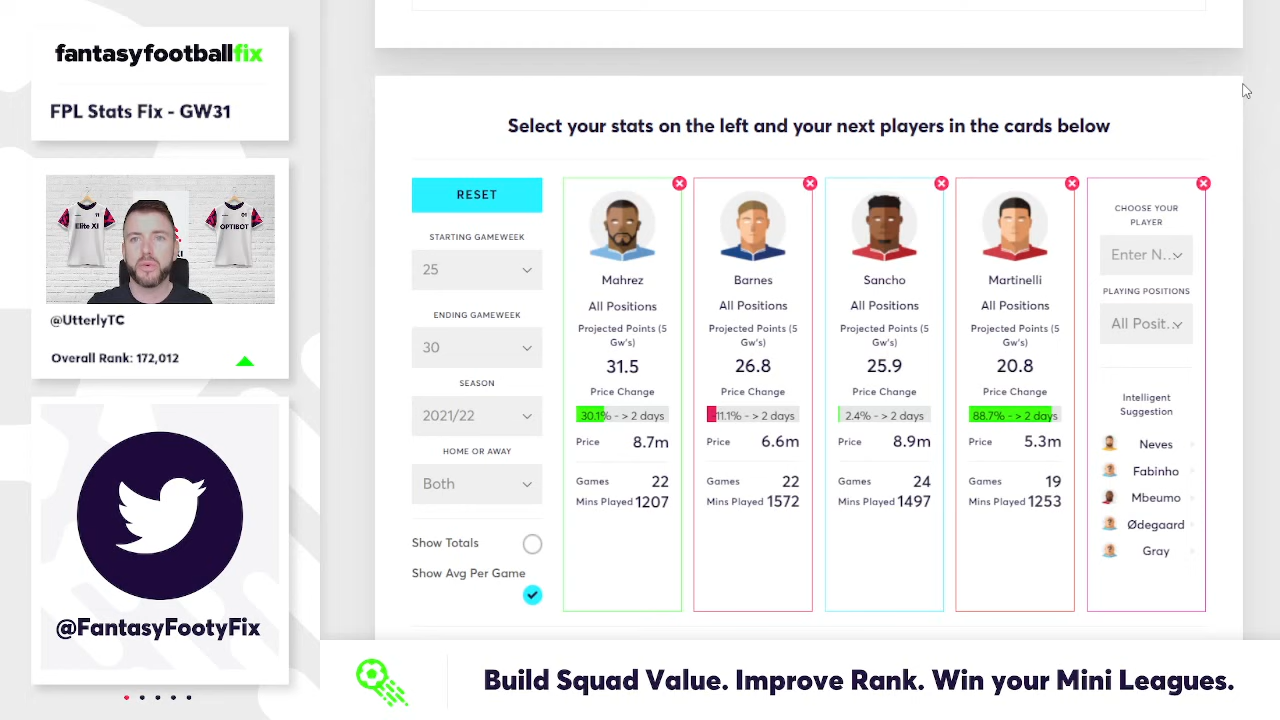 fantasyfootballfix
FPL Stats Fix - GW31
Elite XI
11
01
OPTIBOT
@UtterlyTC
Overall Rank: 172,012
@FantasyFootyFix
Select your stats on the left and your next players in the cards below
RESET
STARTING GAMEWEEK
25
ENDING GAMEWEEK
30
SEASON
2021/22
HOME OR AWAY
Both
Show Totals
Show Avg Per Game
Mahrez
All Positions
Projected Points (5
Gw's)
31.5
Price Change
30.1% - > 2 days
Price 8.7m
Games 22
Mins Played 1207
Barnes
All Positions
Projected Points (5
Gw's)
26.8
Price Change
-11.1% - > 2 days
Price 6.6m
Games 22
Mins Played 1572
Sancho
All Positions
Projected Points (5
Gw's)
25.9
Price Change
2.4% - > 2 days
Price 8.9m
Games 24
Mins Played 1497
Martinelli
All Positions
Projected Points (5
Gw's)
20.8
Price Change
88.7% - > 2 days
Price 5.3m
Games 19
Mins Played 1253
CHOOSE YOUR
PLAYER
Enter N...
PLAYING POSITIONS
All Posit...
Intelligent
Suggestion
Neves
Fabinho
Mbeumo
Ødegaard
Gray
Build Squad Value. Improve Rank. Win your Mini Leagues.